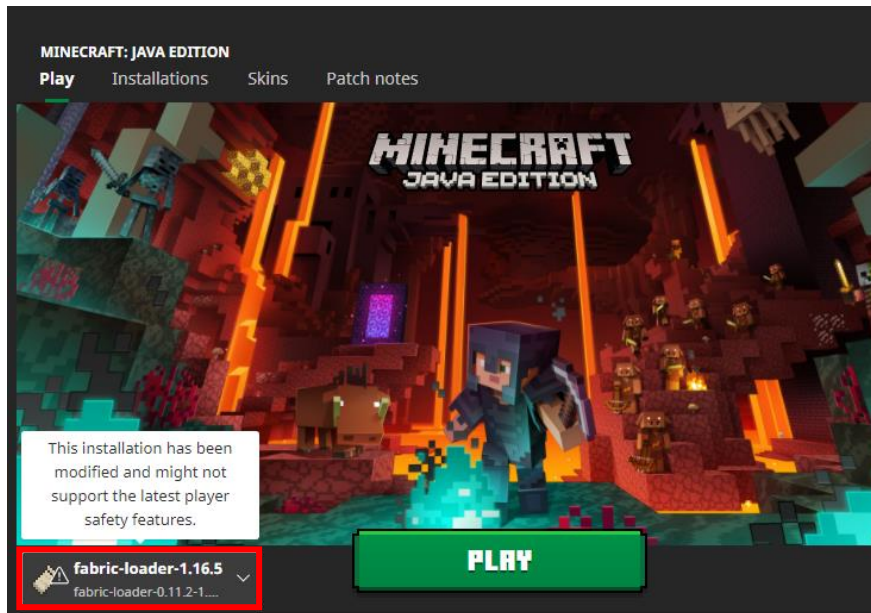 MINECRAFT: JAVA EDITION
Play Installations Skins Patch notes
MINECRAFT
JAVA EDITION
This installation has been
modified and might not
support the latest player
safety features.
PLAY
fabric-loader-1.16.5
fabric-loader-0.11.2-1....